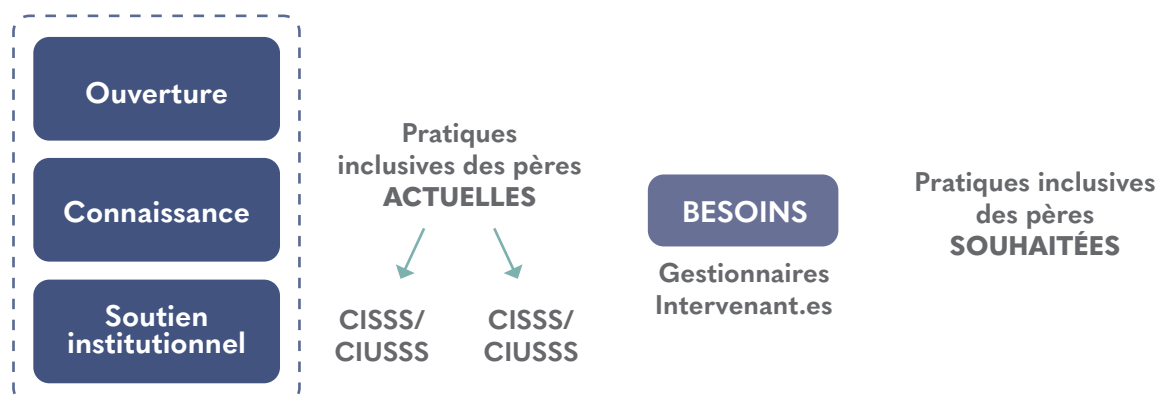 Ouverture
Connaissance
Soutien
institutionnel
Pratiques
inclusives des pères
ACTUELLES
CISSS/
CIUSSS
CISSS/
CIUSSS
BESOINS
Gestionnaires
Intervenant.es
Pratiques inclusives
des pères
SOUHAITÉES